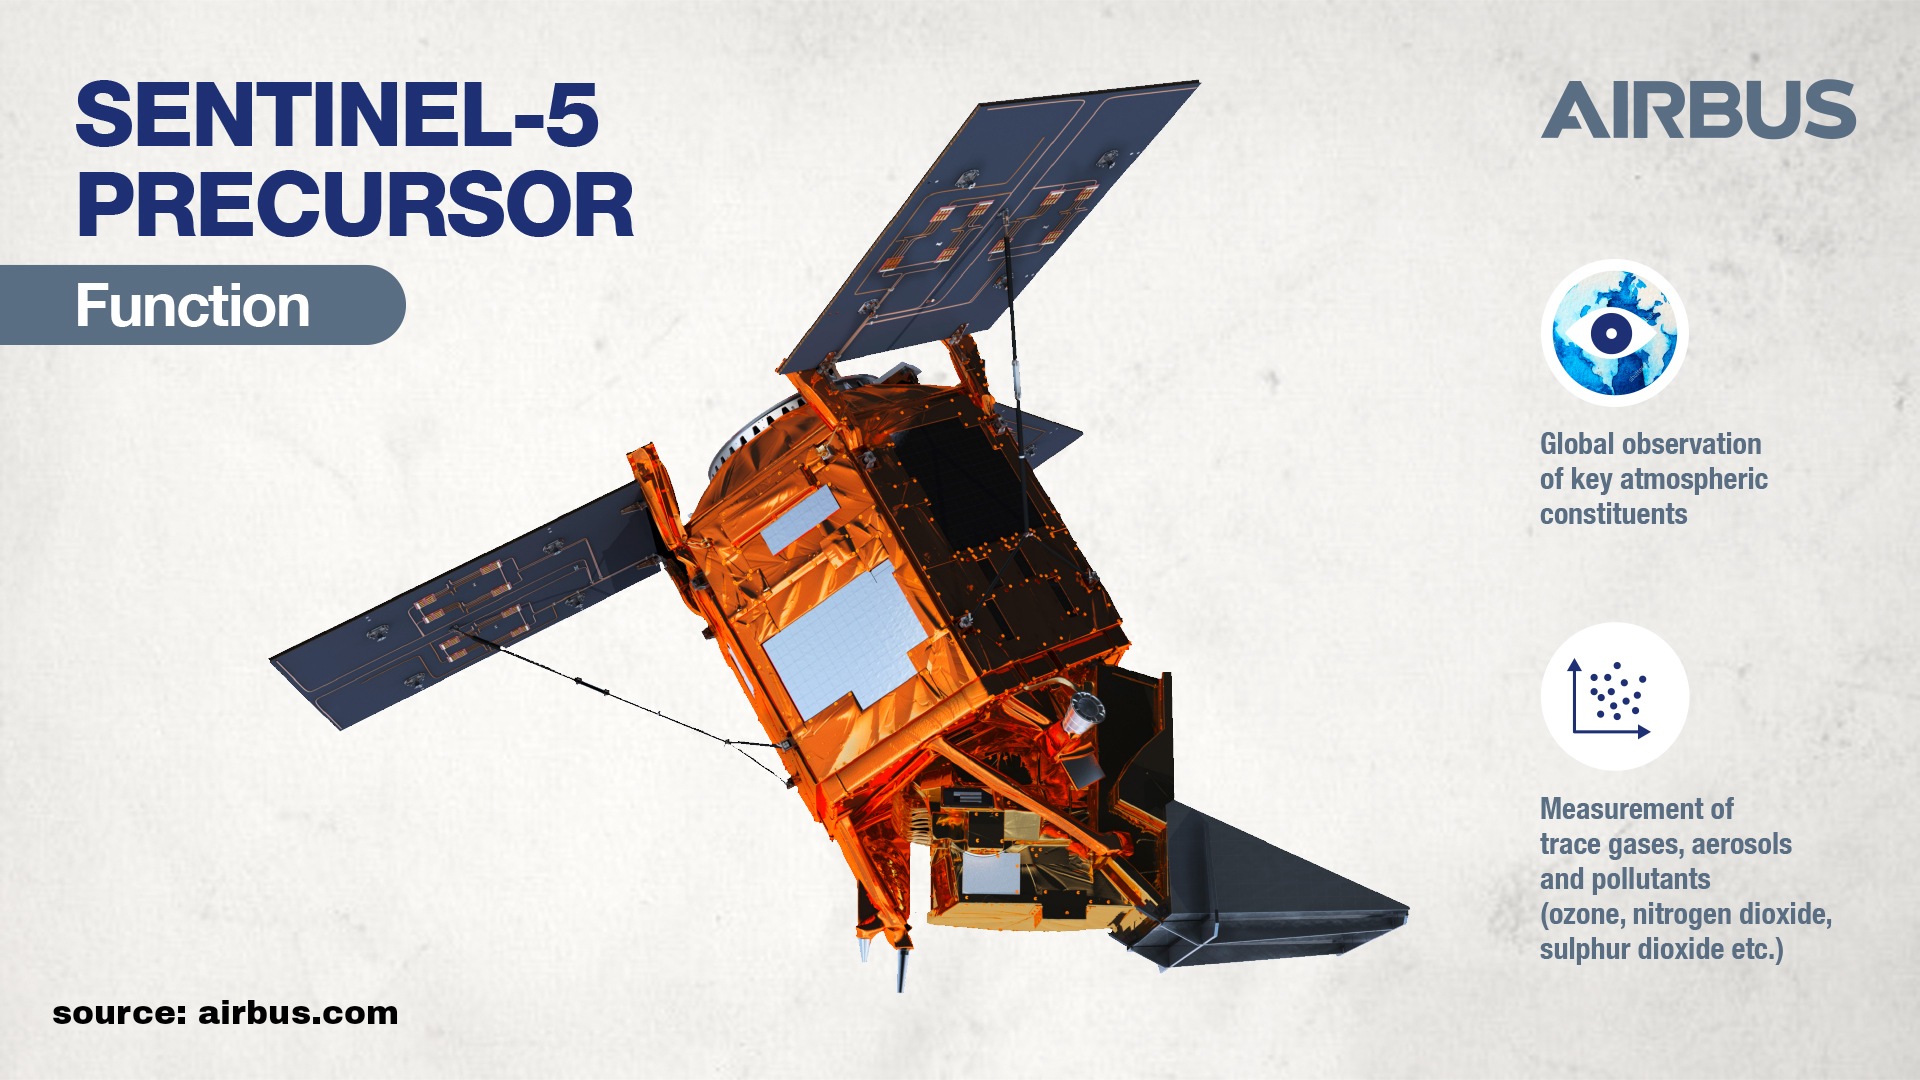 SENTINEL-5
PRECURSOR
Function
AIRBUS
Global observation
of key atmospheric
constituents
Measurement of
trace gases, aerosols
and pollutants
(ozone, nitrogen dioxide,
sulphur dioxide etc.)
source: airbus.com